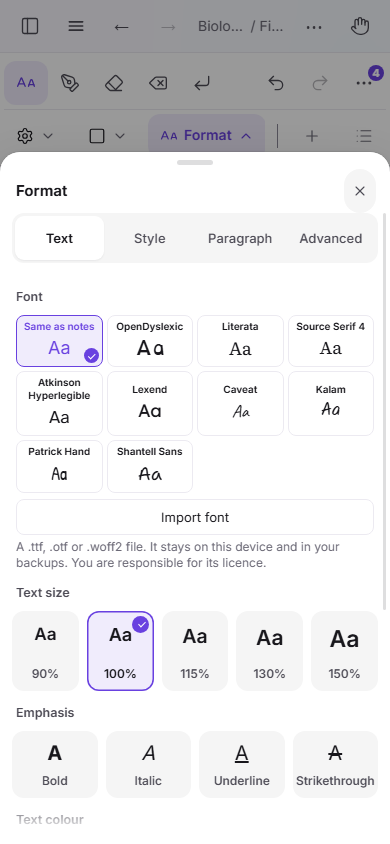 Biolo... / Fi...
AA
4
AA Format
Format
Text Style Paragraph Advanced
Font
Same as notes OpenDyslexic Literata Source Serif 4
Aa Aa Aa Aa
Atkinson Hyperlegible Lexend Caveat Kalam
Aa Aa Aa Aa
Patrick Hand Shantell Sans
Aa Aa
Import font
A .ttf, .otf or .woff2 file. It stays on this device and in your
backups. You are responsible for its licence.
Text size
Aa Aa Aa Aa Aa
90% 100% 115% 130% 150%
Emphasis
A A A A
Bold Italic Underline Strikethrough
Text colour